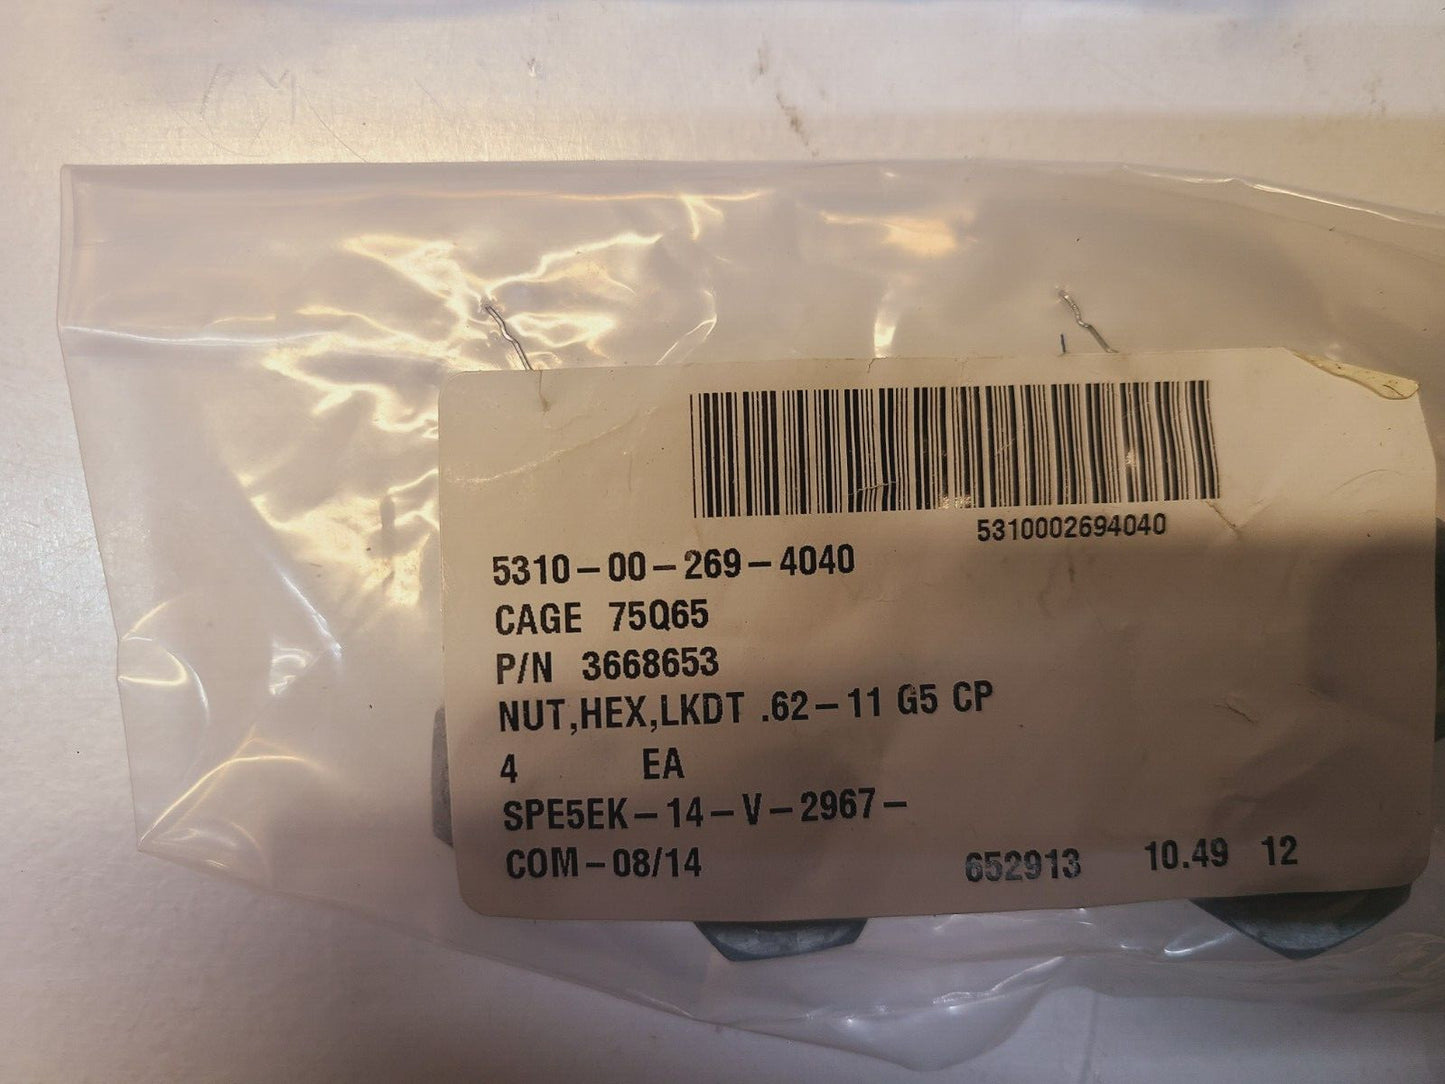 5310002694040
5310-00-269-4040
CAGE 75Q65
P/N 3668653
NUT,HEX,LKDT .62-11 G5 CP
4 EA
SPE5EK-14-V-2967-
COM-08/14 652913 10.49 12